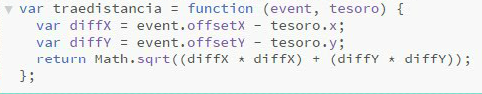 var traedistancia = function (event, tesoro) {
var diffX = event.offsetX - tesoro.x;
var diffY = event.offsetY - tesoro.y;
return Math.sqrt((diffX * diffX) + (diffY * diffY));
};